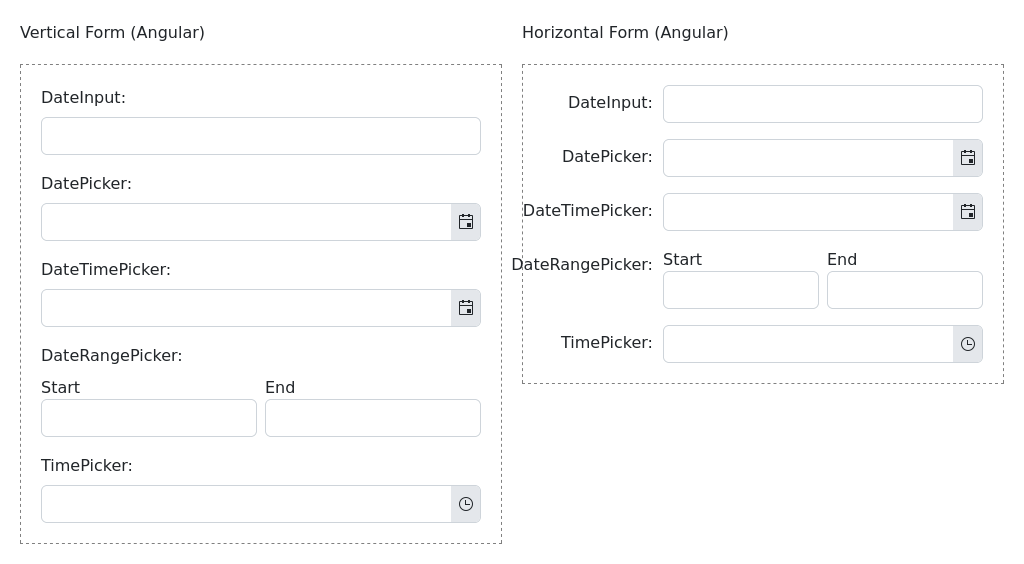 Vertical Form (Angular)
DateInput:
DatePicker:
DateTimePicker:
DateRangePicker:
Start End
TimePicker:
Horizontal Form (Angular)
DateInput:
DatePicker:
DateTimePicker:
DateRangePicker: Start End
TimePicker: